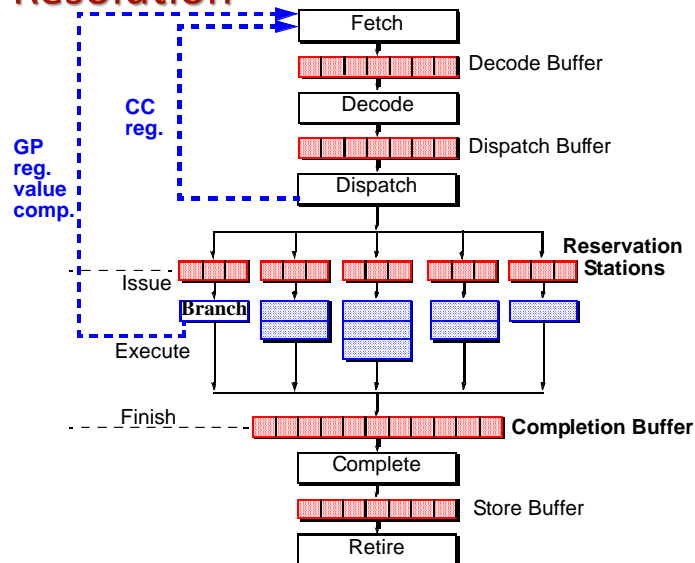 Resolution
Fetch
Decode Buffer
Decode
CC
reg.
GP
reg.
value
comp.
Dispatch Buffer
Dispatch
Reservation
Stations
Issue
Branch
Execute
Finish
Completion Buffer
Complete
Store Buffer
Retire